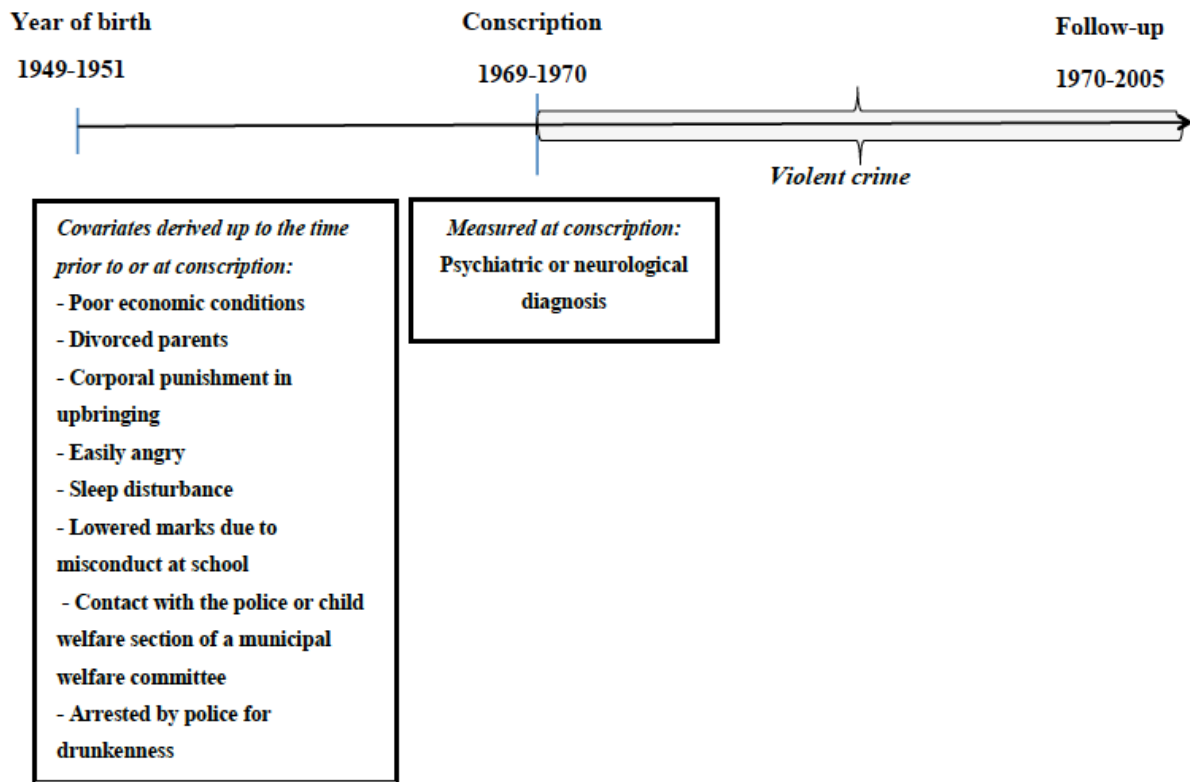 Year of birth
1949-1951
Conscription
1969-1970
Follow-up
1970-2005
Violent crime
Covariates derived up to the time
prior to or at conscription:
- Poor economic conditions
- Divorced parents
- Corporal punishment in
upbringing
- Easily angry
- Sleep disturbance
- Lowered marks due to
misconduct at school
- Contact with the police or child
welfare section of a municipal
welfare committee
- Arrested by police for
drunkenness
Measured at conscription:
Psychiatric or neurological
diagnosis